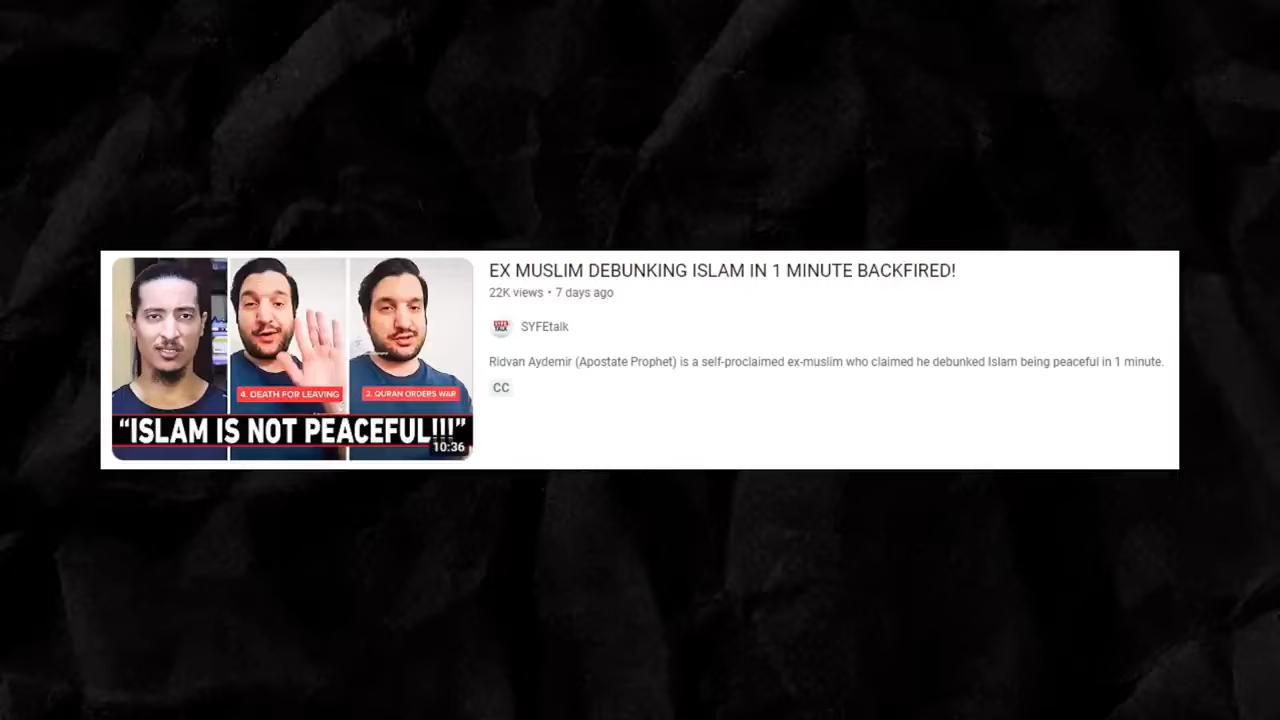 EX MUSLIM DEBUNKING ISLAM IN 1 MINUTE BACKFIRED!
22K views • 7 days ago
SYFEtalk
Ridvan Aydemir (Apostate Prophet) is a self-proclaimed ex-muslim who claimed he debunked Islam being peaceful in 1 minute.
CC
4. DEATH FOR LEAVING
2. QURAN ORDERS WAR
“ISLAM IS NOT PEACEFUL!!!”
10:36